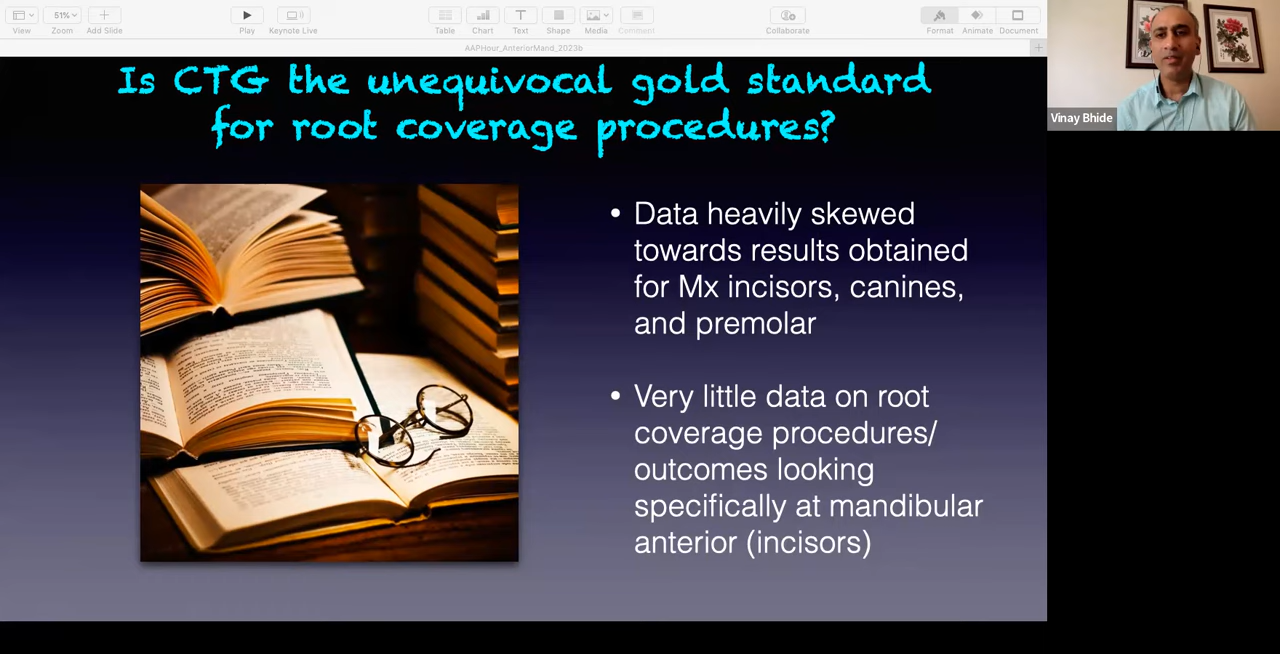 51%
View
Zoom
Add Slide
Play
Keynote Live
Table
Chart
Text
Shape
Media
Comment
Collaborate
Format
Animate
Document
AAPHour_AnteriorMand_2023b
Is CTG the unequivocal gold standard
for root coverage procedures?
• Data heavily skewed
towards results obtained
for Mx incisors, canines,
and premolar
• Very little data on root
coverage procedures/
outcomes looking
specifically at mandibular
anterior (incisors)
Vinay Bhide